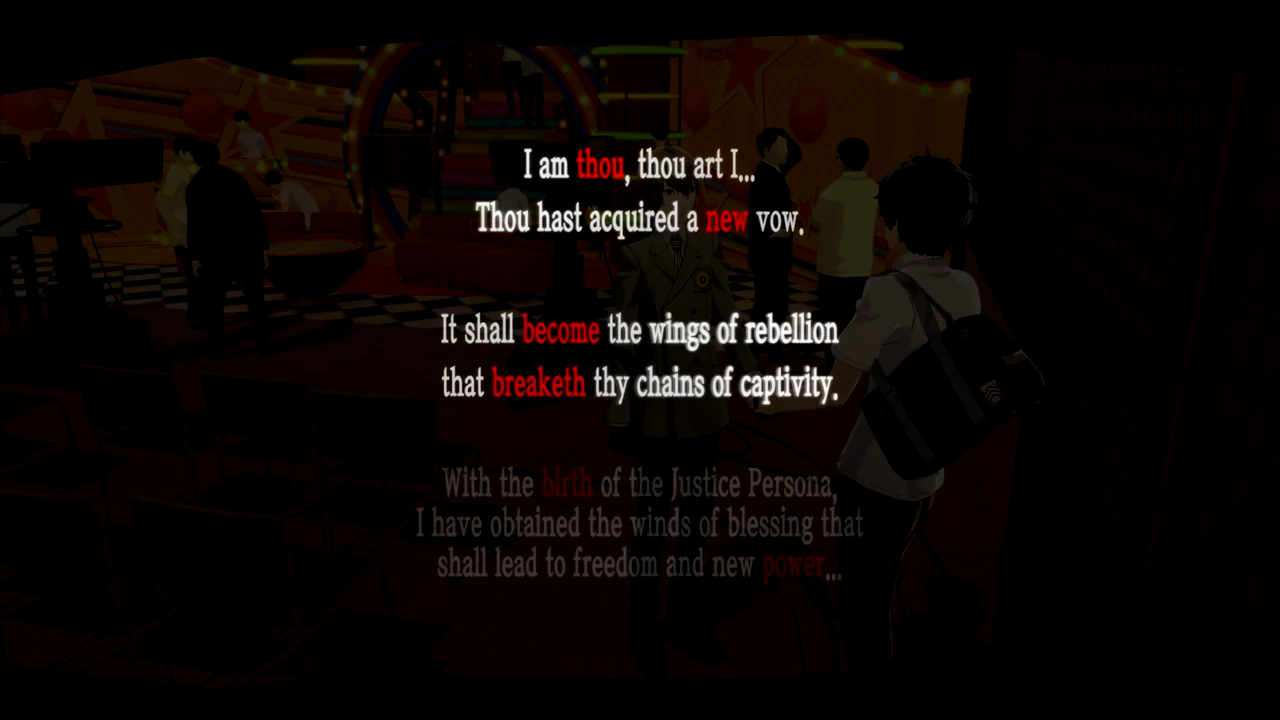 I am thou, thou art I...
Thou hast acquired a new vow.
It shall become the wings of rebellion
that breaketh thy chains of captivity.
With the birth of the Justice Persona,
I have obtained the winds of blessing that
shall lead to freedom and new power...